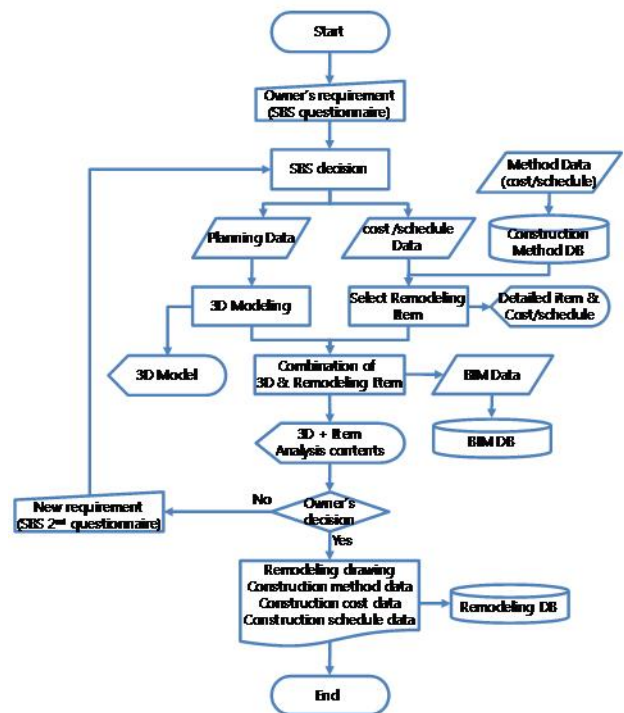 Start
Owner's requirement
(SBS questionnaire)
SBS decision
Method Data
(cost/schedule)
Planning Data
cost /schedule
Data
Construction
Method DB
3D Modeling
Select Remodeling
Item
Detailed item &
Cost/schedule
3D Model
Combination of
3D & Remodeling Item
BIM Data
3D + Item
Analysis contents
BIM DB
No
Owner's
decision
New requirement
(SBS 2nd questionnaire)
Yes
Remodeling drawing
Construction method data
Construction cost data
Construction schedule data
Remodeling DB
End